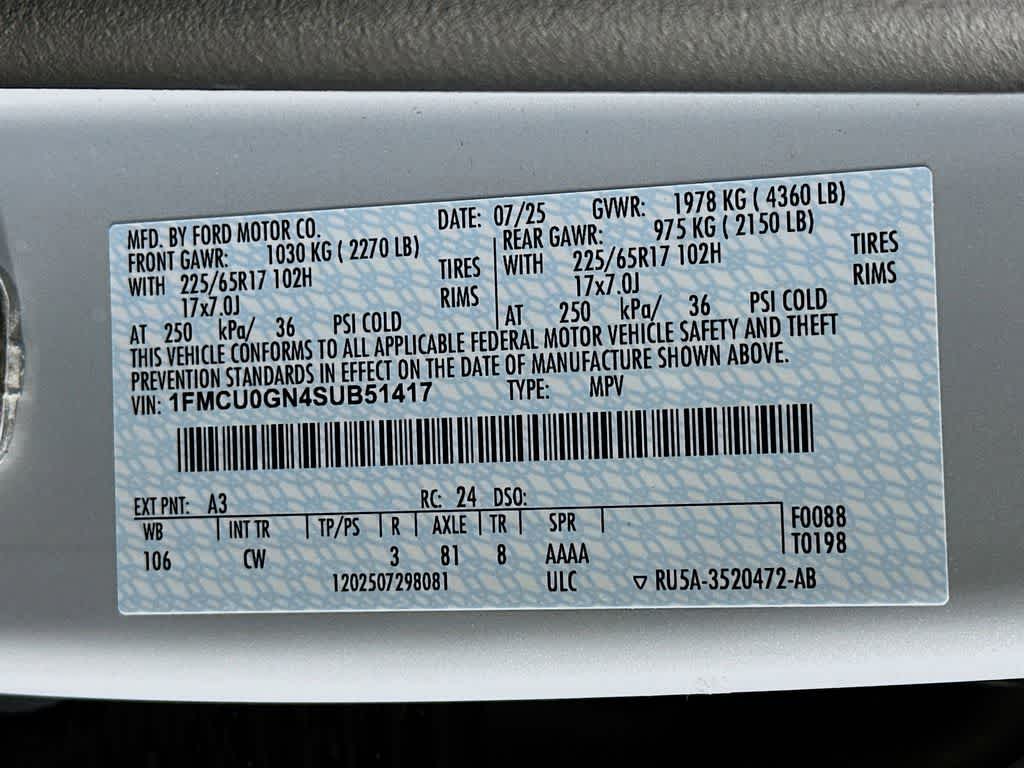 MFD. BY FORD MOTOR CO. DATE: 07/25 GVWR: 1978 KG ( 4360 LB)
FRONT GAWR: 1030 KG ( 2270 LB) REAR GAWR: 975 KG ( 2150 LB)
WITH 225/65R17 102H TIRES WITH 225/65R17 102H TIRES
17x7.0J RIMS 17x7.0J RIMS
AT 250 kPa/ 36 PSI COLD AT 250 kPa/ 36 PSI COLD
THIS VEHICLE CONFORMS TO ALL APPLICABLE FEDERAL MOTOR VEHICLE SAFETY AND THEFT
PREVENTION STANDARDS IN EFFECT ON THE DATE OF MANUFACTURE SHOWN ABOVE.
VIN: 1FMCU0GN4SUB51417 TYPE: MPV
EXT PNT: A3 RC: 24 DSO:
WB INT TR TP/PS R AXLE TR SPR F0088
106 CW 3 81 8 AAAA T0198
1202507298081 ULC ▽ RU5A-3520472-AB